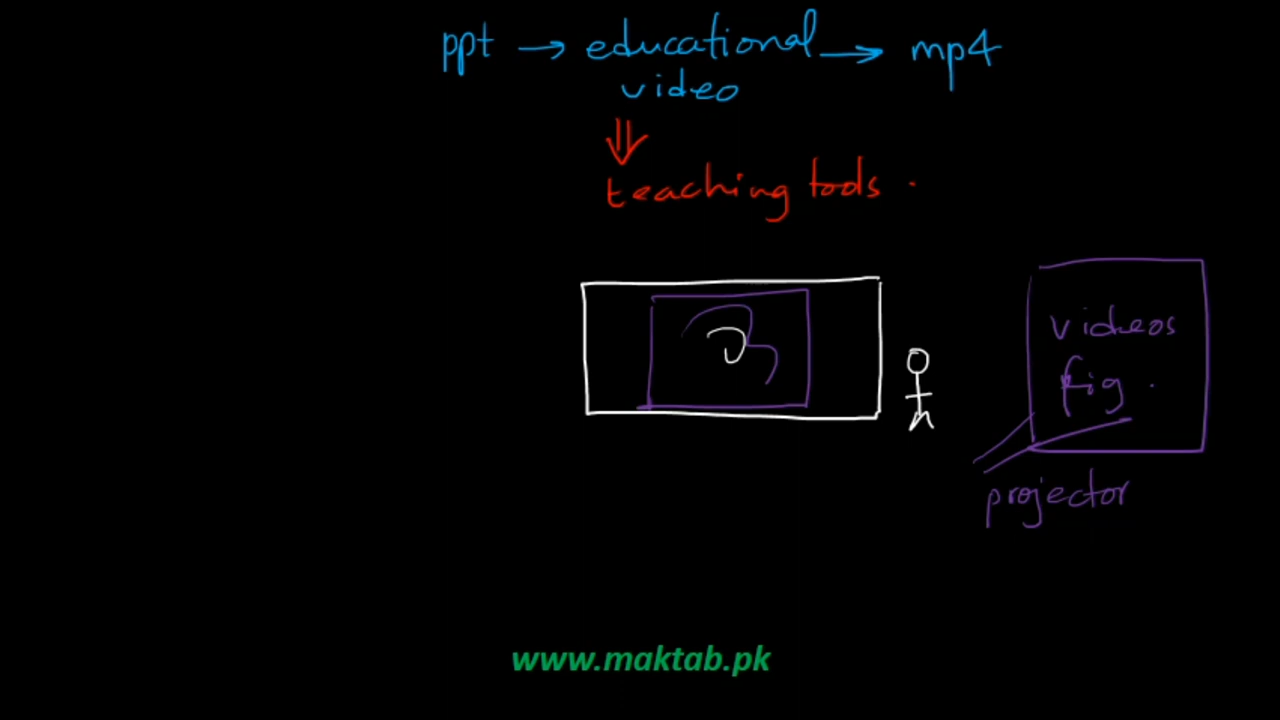 ppt → educational → mp4
video
⇓
teaching tools .
videos
fig .
projector
www.maktab.pk